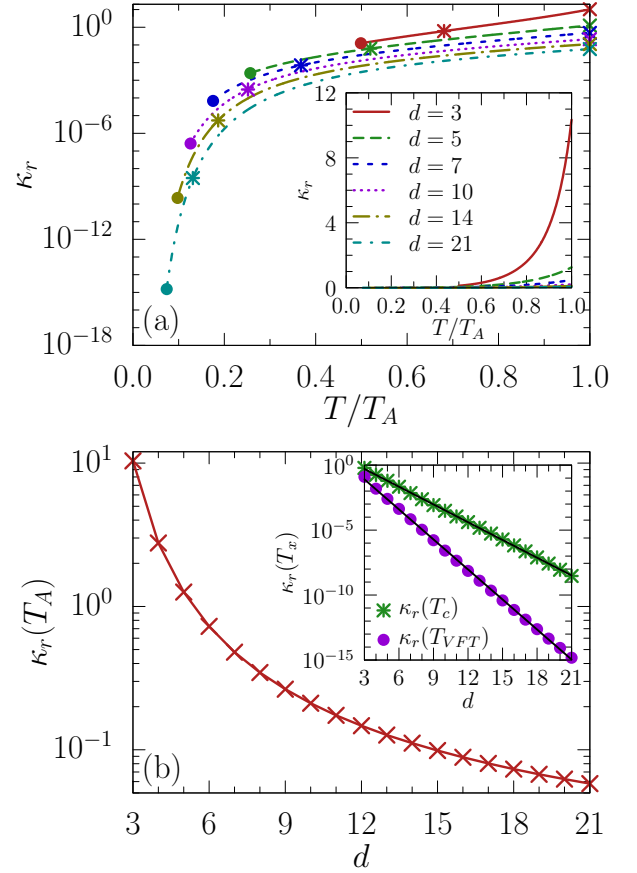 10^0
10^{-6}
10^{-12}
10^{-18}
κ_r
(a)
0.0 0.2 0.4 0.6 0.8 1.0
T/T_A
12
8
4
0
κ_r
d = 3
d = 5
d = 7
d = 10
d = 14
d = 21
0.0 0.2 0.4 0.6 0.8 1.0
T/T_A
10^1
10^0
10^{-1}
κ_r(T_A)
(b)
3 6 9 12 15 18 21
d
10^0
10^{-5}
10^{-10}
10^{-15}
κ_r(T_x)
κ_r(T_c)
κ_r(T_{VFT})
3 6 9 12 15 18 21
d